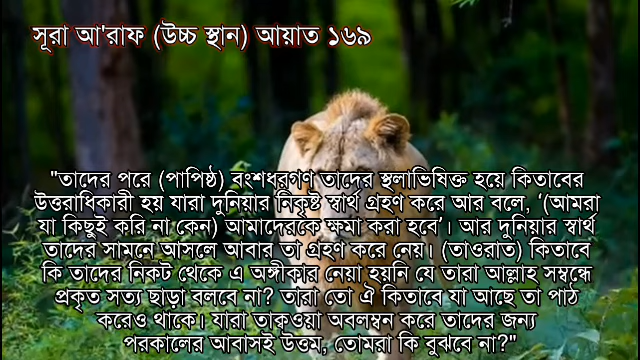 সূরা আ'রাফ (উচ্চ স্থান) আয়াত ১৬৯
"তাদের পরে (পাপিষ্ঠ) বংশধরগণ তাদের স্থলাভিষিক্ত হয়ে কিতাবের
উত্তরাধিকারী হয় যারা দুনিয়ার নিকৃষ্ট স্বার্থ গ্রহণ করে আর বলে, ‘(আমরা
যা কিছুই করি না কেন) আমাদেরকে ক্ষমা করা হবে’। আর দুনিয়ার স্বার্থ
তাদের সামনে আসলে আবার তা গ্রহণ করে নেয়। (তাওরাত) কিতাবে
কি তাদের নিকট থেকে এ অঙ্গীকার নেয়া হয়নি যে তারা আল্লাহ সম্বন্ধে
প্রকৃত সত্য ছাড়া বলবে না? তারা তো ঐ কিতাবে যা আছে তা পাঠ
করেও থাকে। যারা তাক্বওয়া অবলম্বন করে তাদের জন্য
পরকালের আবাসই উত্তম, তোমরা কি বুঝবে না?"